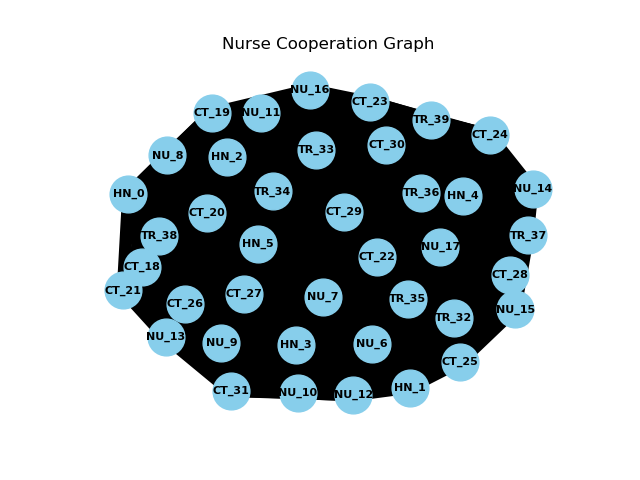 Nurse Cooperation Graph
NU_16
CT_23
CT_19
NU_11
TR_39
CT_24
CT_30
TR_33
NU_8
HN_2
NU_14
TR_34
TR_36
HN_4
HN_0
CT_20
CT_29
TR_38
TR_37
HN_5
NU_17
CT_22
CT_18
CT_28
CT_21
CT_27
NU_7
TR_35
CT_26
NU_15
TR_32
NU_13
NU_9
HN_3
NU_6
CT_25
HN_1
CT_31
NU_10
NU_12